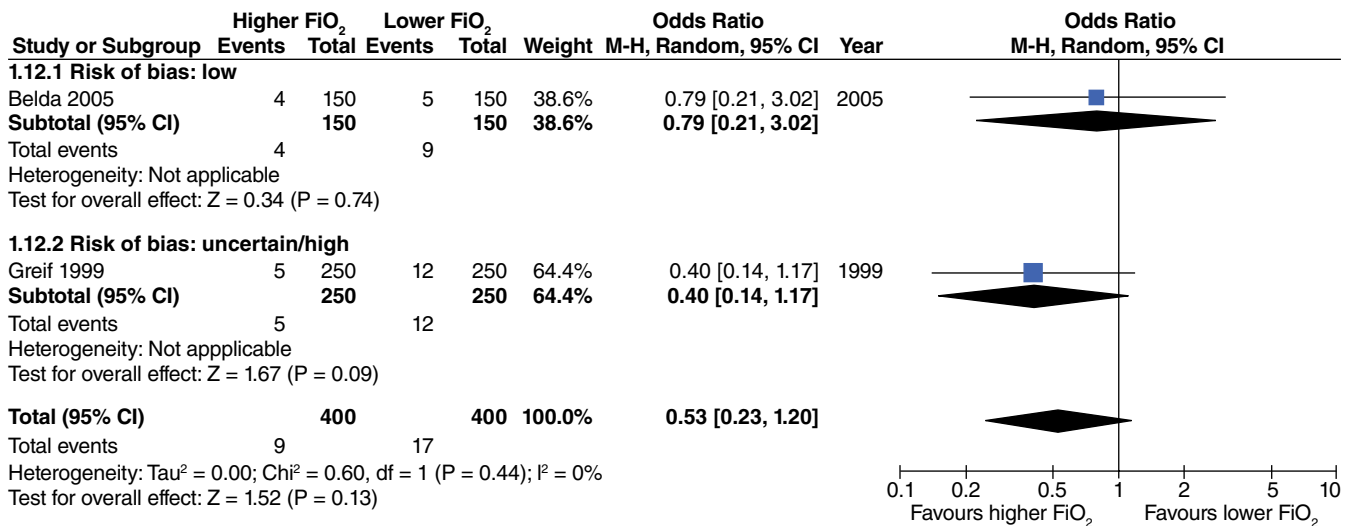 Higher FiO2 Lower FiO2 Odds Ratio Odds Ratio
Study or Subgroup Events Total Events Total Weight M-H, Random, 95% CI Year M-H, Random, 95% CI
1.12.1 Risk of bias: low
Belda 2005 4 150 5 150 38.6% 0.79 [0.21, 3.02] 2005
Subtotal (95% CI) 150 150 38.6% 0.79 [0.21, 3.02]
Total events 4 9
Heterogeneity: Not applicable
Test for overall effect: Z = 0.34 (P = 0.74)
1.12.2 Risk of bias: uncertain/high
Greif 1999 5 250 12 250 64.4% 0.40 [0.14, 1.17] 1999
Subtotal (95% CI) 250 250 64.4% 0.40 [0.14, 1.17]
Total events 5 12
Heterogeneity: Not appplicable
Test for overall effect: Z = 1.67 (P = 0.09)
Total (95% CI) 400 400 100.0% 0.53 [0.23, 1.20]
Total events 9 17
Heterogeneity: Tau² = 0.00; Chi² = 0.60, df = 1 (P = 0.44); I² = 0%
Test for overall effect: Z = 1.52 (P = 0.13)
0.1 0.2 0.5 1 2 5 10
Favours higher FiO2 Favours lower FiO2